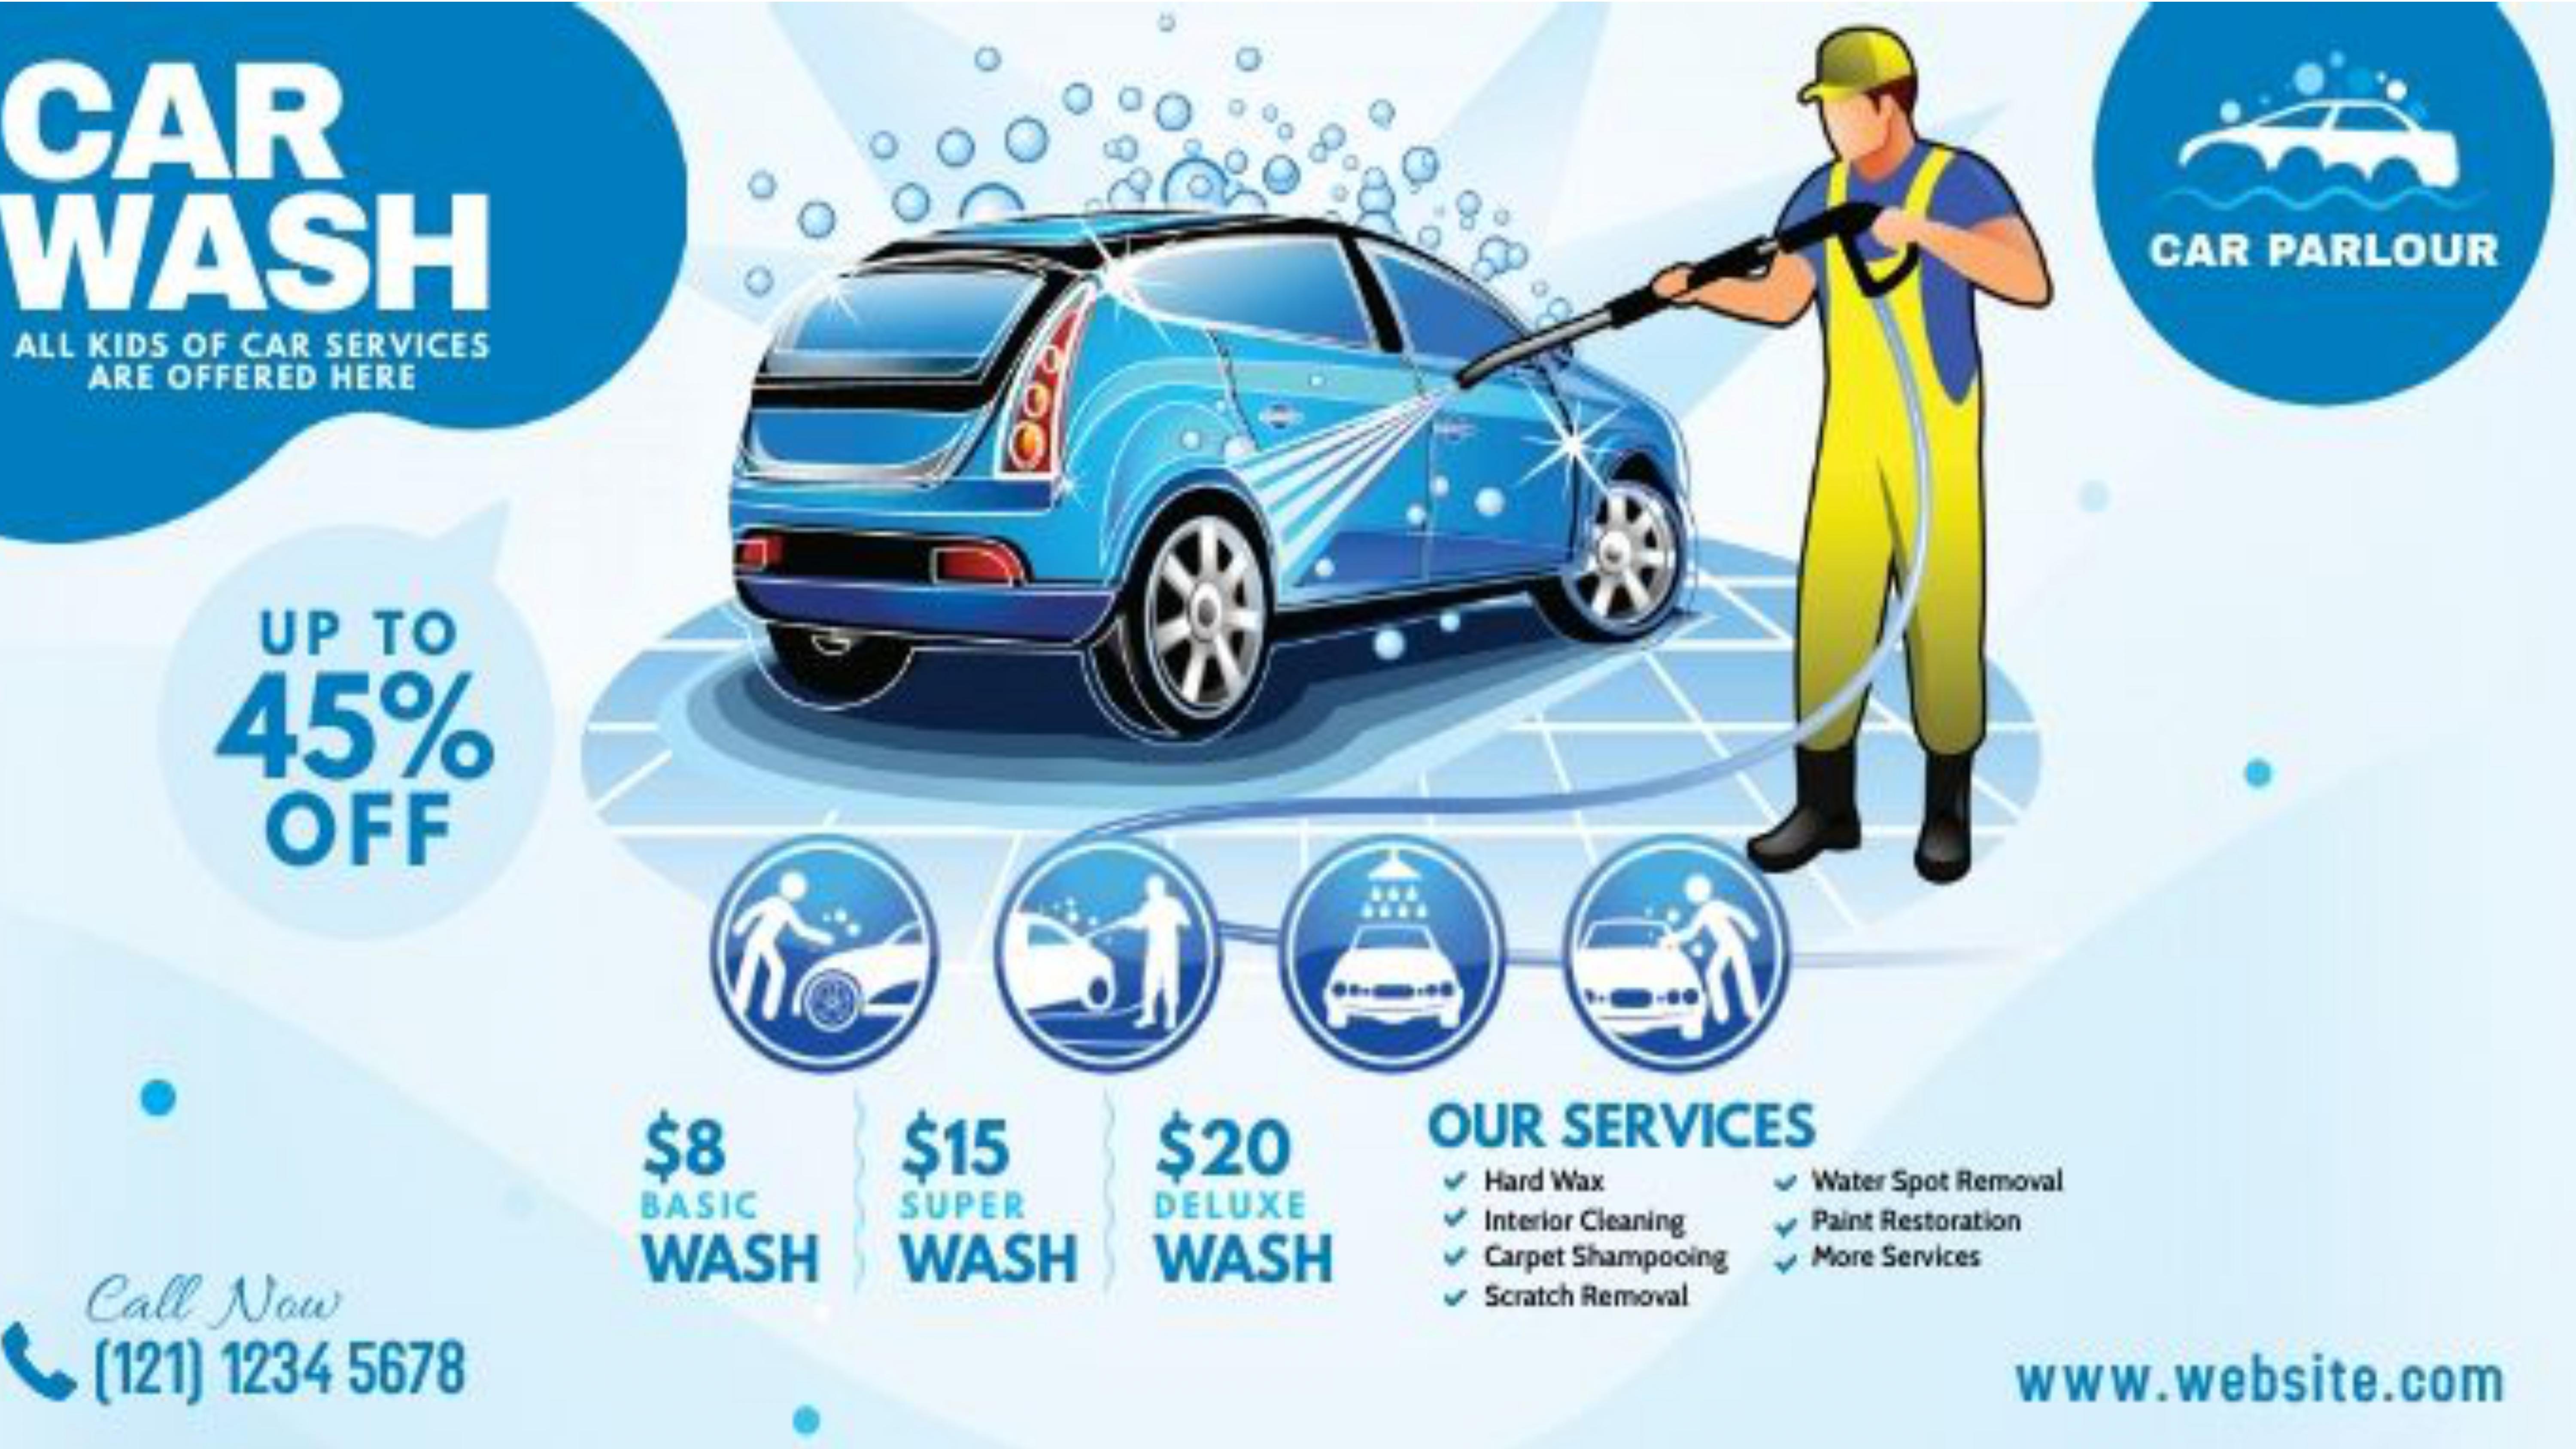 CAR
WASH
ALL KIDS OF CAR SERVICES
ARE OFFERED HERE
CAR PARLOUR
UP TO
45%
OFF
$8
BASIC
WASH
$15
SUPER
WASH
$20
DELUXE
WASH
OUR SERVICES
Hard Wax
Interior Cleaning
Carpet Shampooing
Scratch Removal
Water Spot Removal
Paint Restoration
More Services
Call Now
(121) 1234 5678
www.website.com